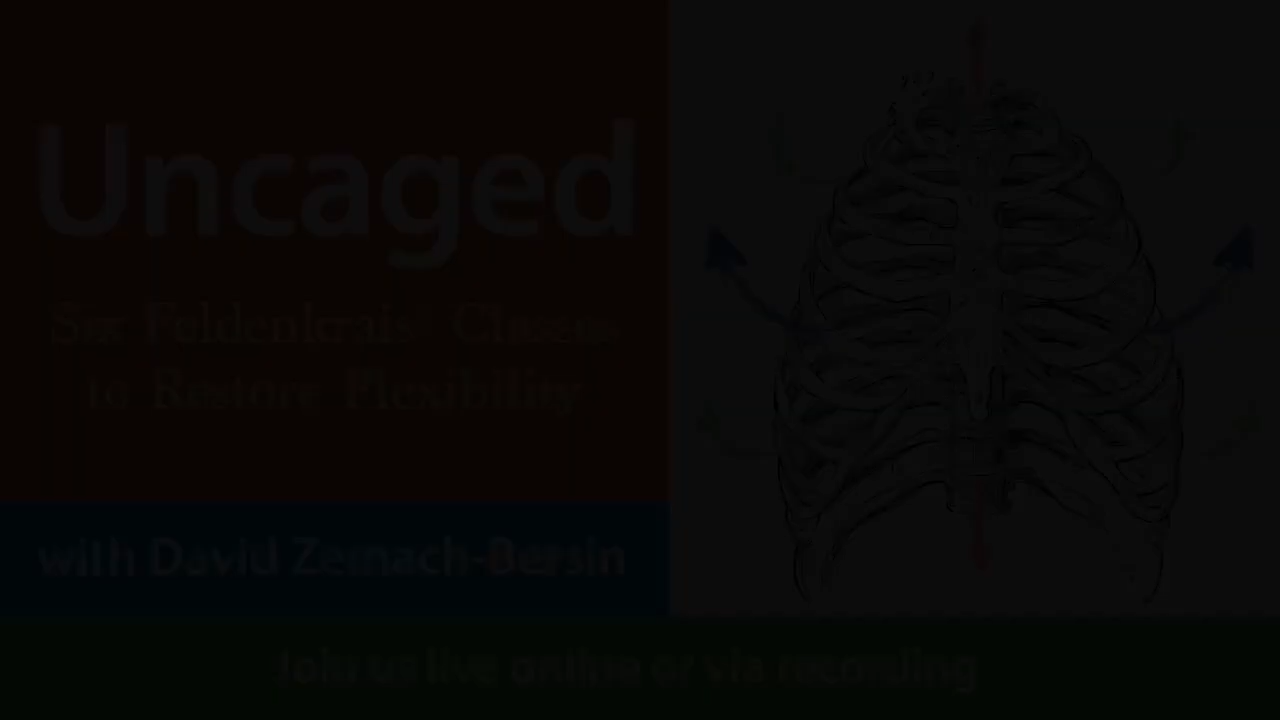 Uncaged
Six Feldenkrais® Classes
to Restore Flexibility
with David Zemach-Bersin
Join us live online or via recording